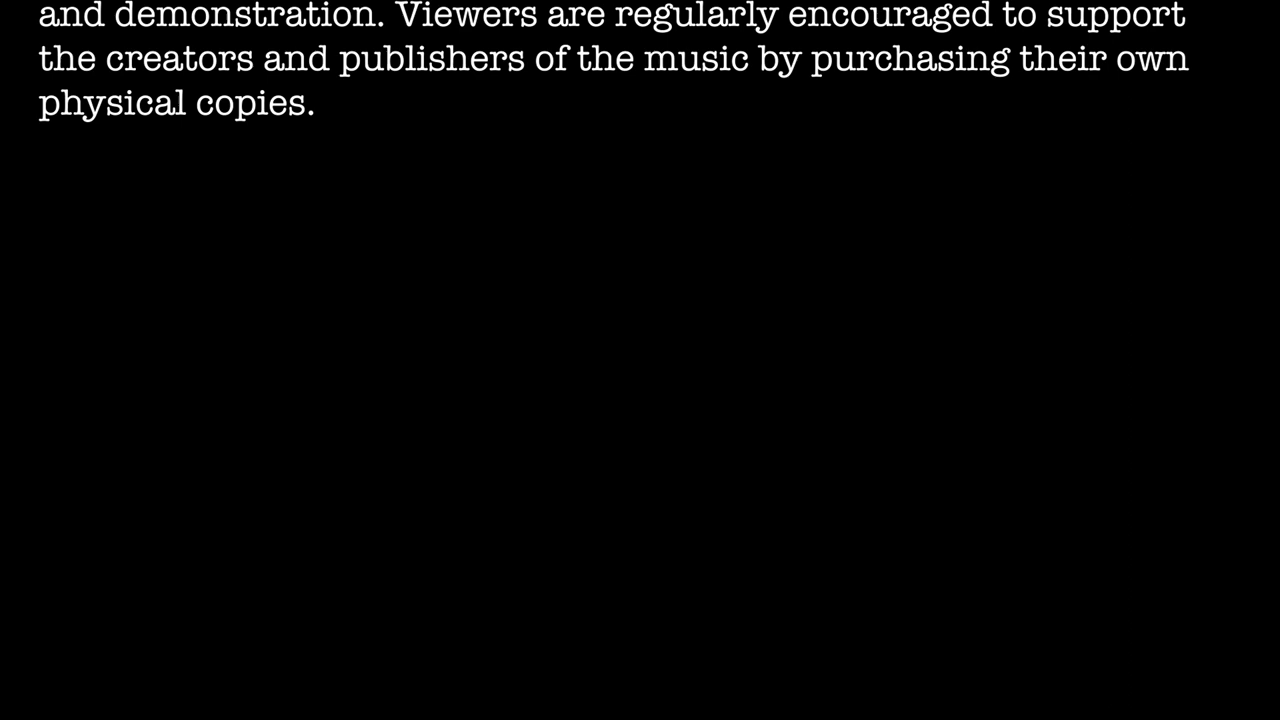 and demonstration. Viewers are regularly encouraged to support
the creators and publishers of the music by purchasing their own
physical copies.